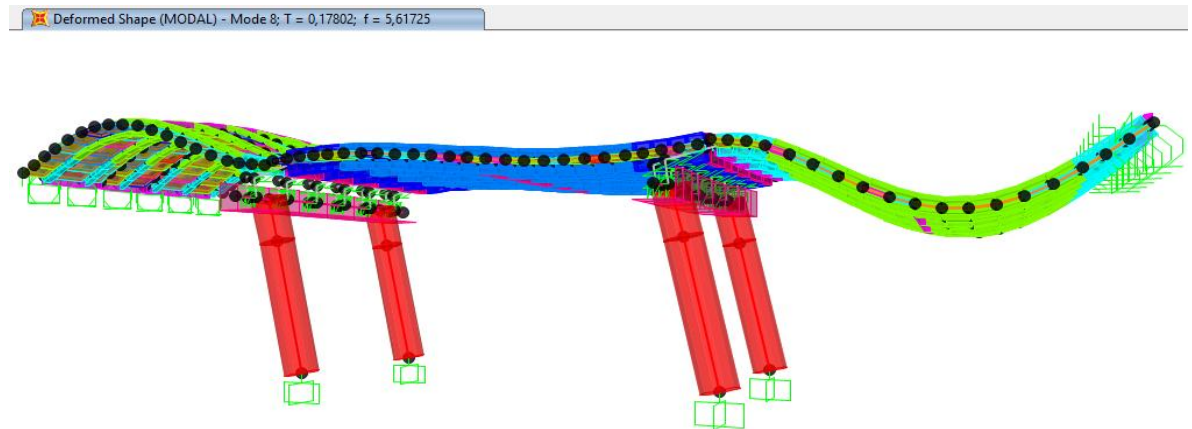 Deformed Shape (MODAL) - Mode 8; T = 0,17802; f = 5,61725